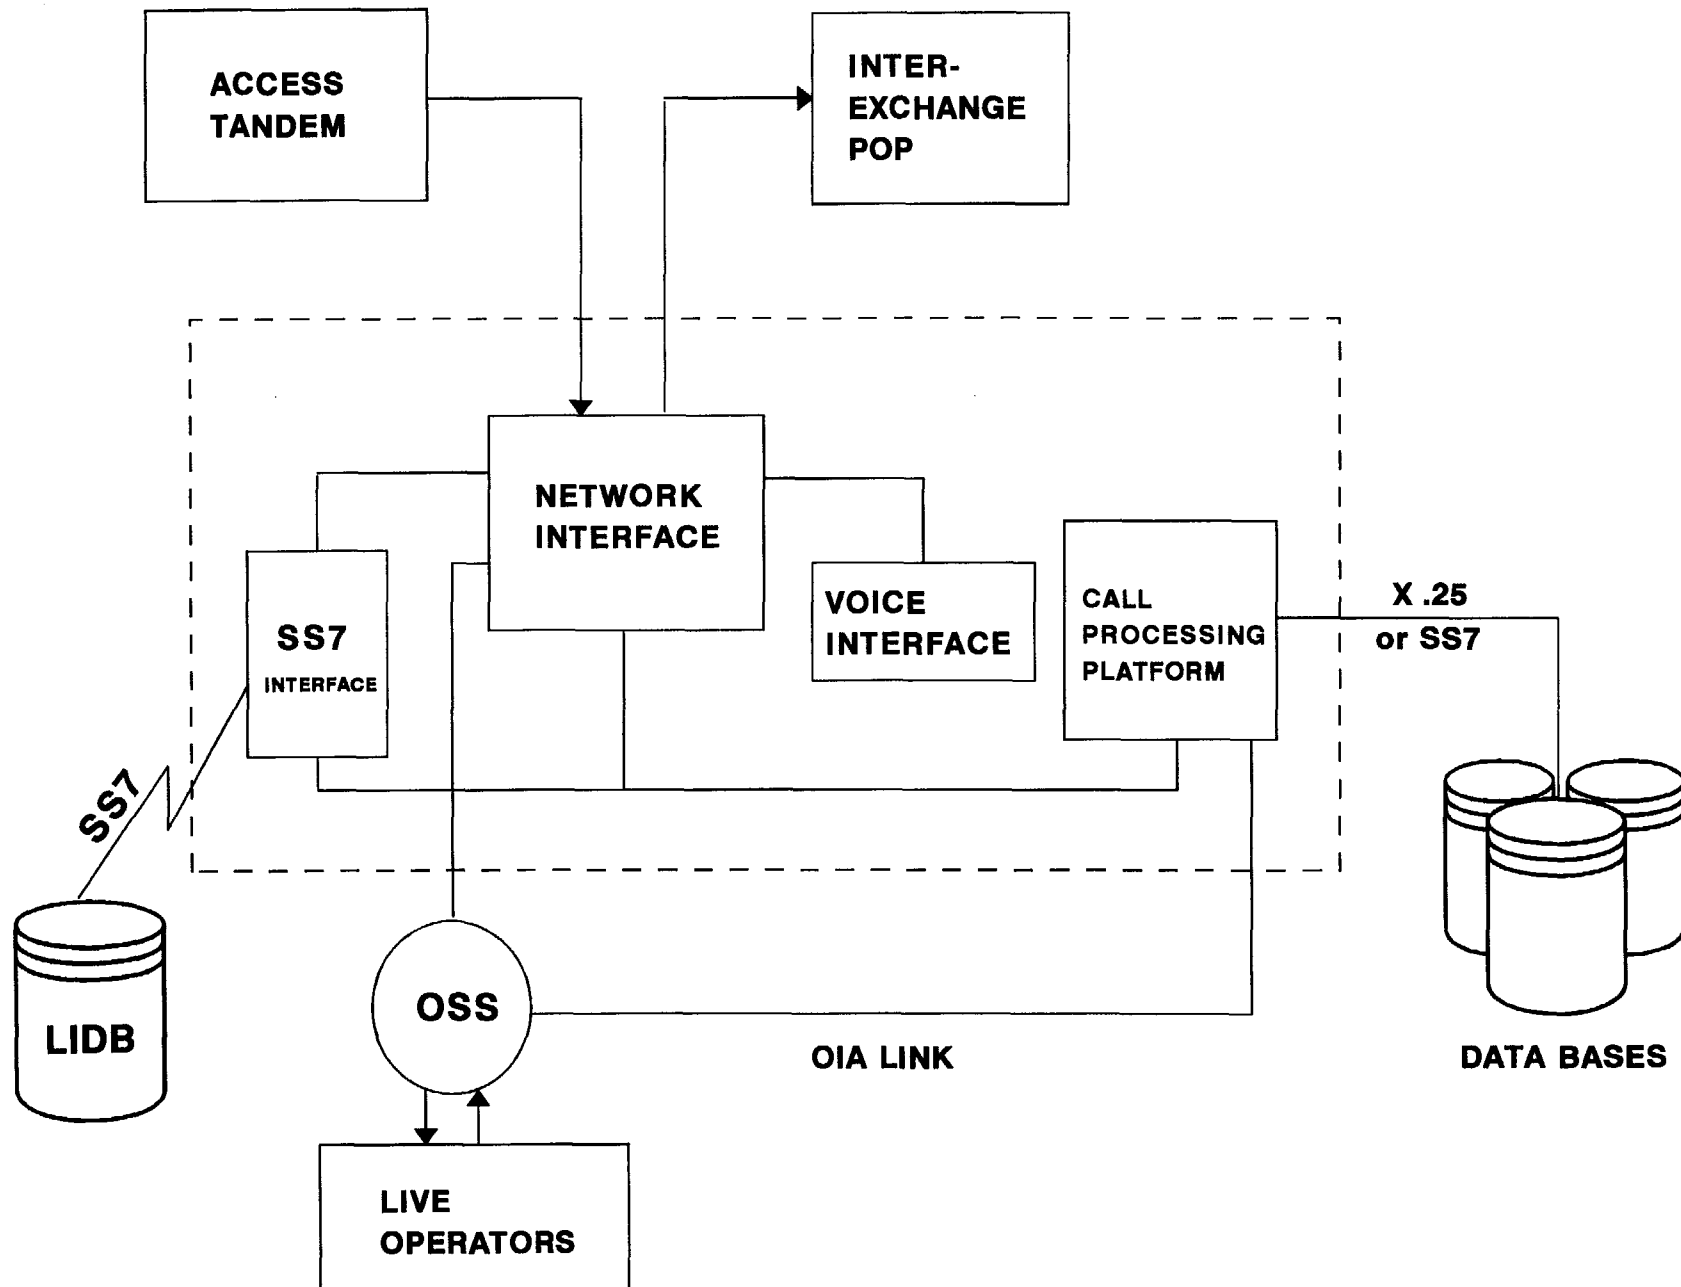 ACCESS
TANDEM
INTER-
EXCHANGE
POP
NETWORK
INTERFACE
SS7
INTERFACE
VOICE
INTERFACE
CALL
PROCESSING
PLATFORM
X .25
or SS7
SS7
LIDB
OSS
OIA LINK
DATA BASES
LIVE
OPERATORS